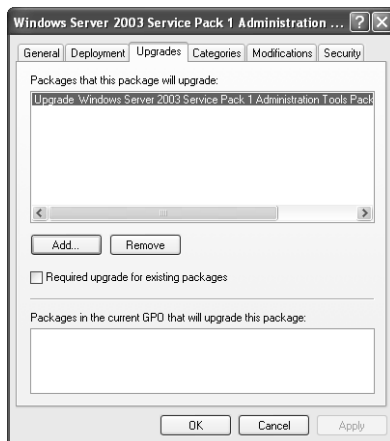 Windows Server 2003 Service Pack 1 Administration ...
General Deployment Upgrades Categories Modifications Security
Packages that this package will upgrade:
Upgrade Windows Server 2003 Service Pack 1 Administration Tools Pack
Add... Remove
Required upgrade for existing packages
Packages in the current GPO that will upgrade this package:
OK Cancel Apply